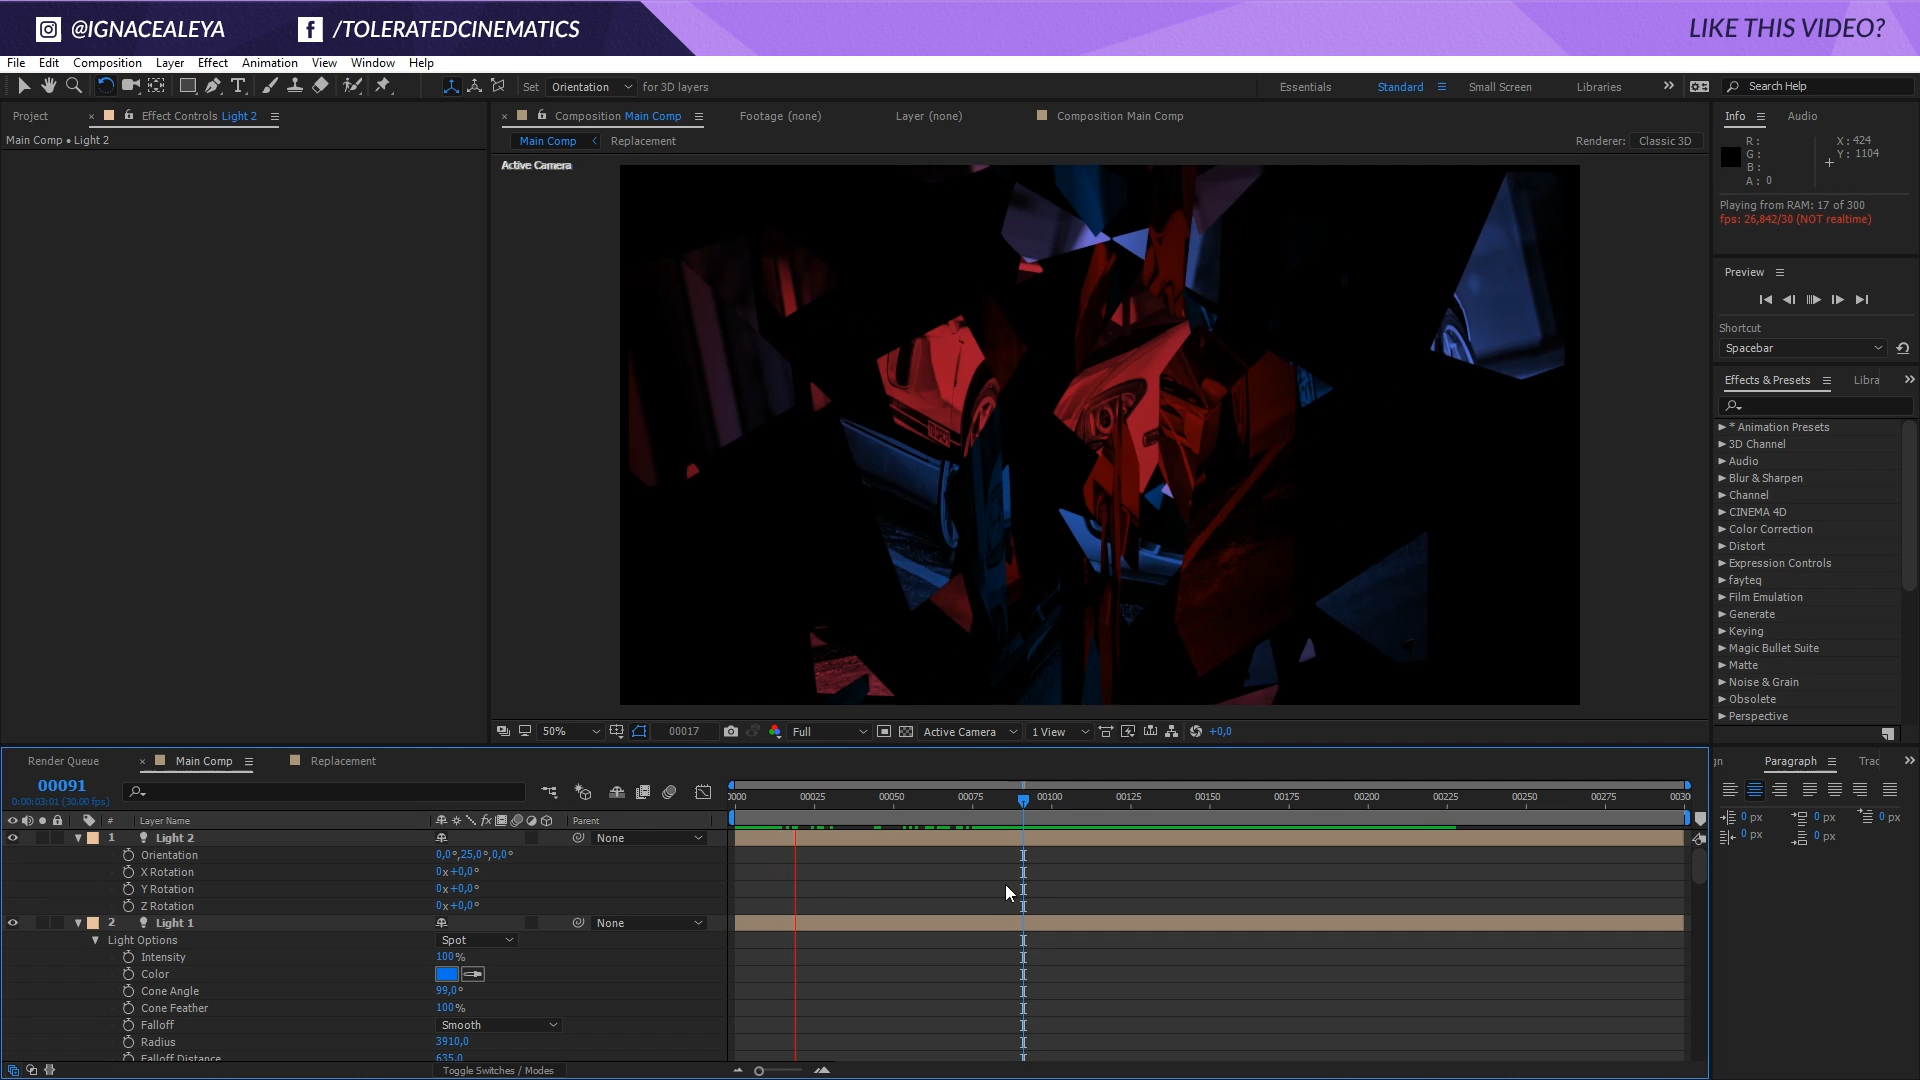 @IGNACEALEYA
/TOLERATEDCINEMATICS
LIKE THIS VIDEO?
File Edit Composition Layer Effect Animation View Window Help
Set Orientation for 3D layers
Essentials Standard Small Screen Libraries
Search Help
Project
Effect Controls Light 2
Main Comp • Light 2
Composition Main Comp
Footage (none)
Layer (none)
Composition Main Comp
Main Comp
Replacement
Renderer: Classic 3D
Active Camera
Info
Audio
R :
G :
B :
A : 0
X : 424
Y : 1104
Playing from RAM: 17 of 300
fps: 26,842/30 (NOT realtime)
Preview
Shortcut
Spacebar
Effects & Presets
Libra
* Animation Presets
3D Channel
Audio
Blur & Sharpen
Channel
CINEMA 4D
Color Correction
Distort
Expression Controls
fayteq
Film Emulation
Generate
Keying
Magic Bullet Suite
Matte
Noise & Grain
Obsolete
Perspective
50%
00017
Full
Active Camera
1 View
+0,0
Render Queue
Main Comp
Replacement
00091
0:00:03:01 (30.00 fps)
# Layer Name
Parent
0000 00025 00050 00075 00100 00125 00150 00175 00200 00225 00250 00275 0030
1 Light 2 None
Orientation 0,0°,25,0°,0,0°
X Rotation 0x+0,0°
Y Rotation 0x+0,0°
Z Rotation 0x+0,0°
2 Light 1 None
Light Options Spot
Intensity 100%
Color
Cone Angle 99,0°
Cone Feather 100%
Falloff Smooth
Radius 3910,0
Falloff Distance 635,0
Toggle Switches / Modes
gn
Paragraph
Trac
0 px 0 px 0 px
0 px 0 px